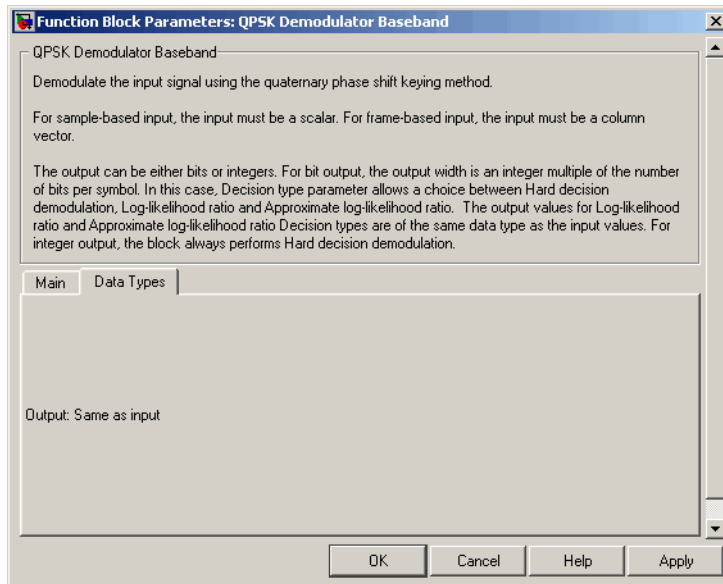 Function Block Parameters: QPSK Demodulator Baseband
QPSK Demodulator Baseband
Demodulate the input signal using the quaternary phase shift keying method.
For sample-based input, the input must be a scalar. For frame-based input, the input must be a column
vector.
The output can be either bits or integers. For bit output, the output width is an integer multiple of the number
of bits per symbol. In this case, Decision type parameter allows a choice between Hard decision
demodulation, Log-likelihood ratio and Approximate log-likelihood ratio.  The output values for Log-likelihood
ratio and Approximate log-likelihood ratio Decision types are of the same data type as the input values. For
integer output, the block always performs Hard decision demodulation.
Main Data Types
Output: Same as input
OK Cancel Help Apply